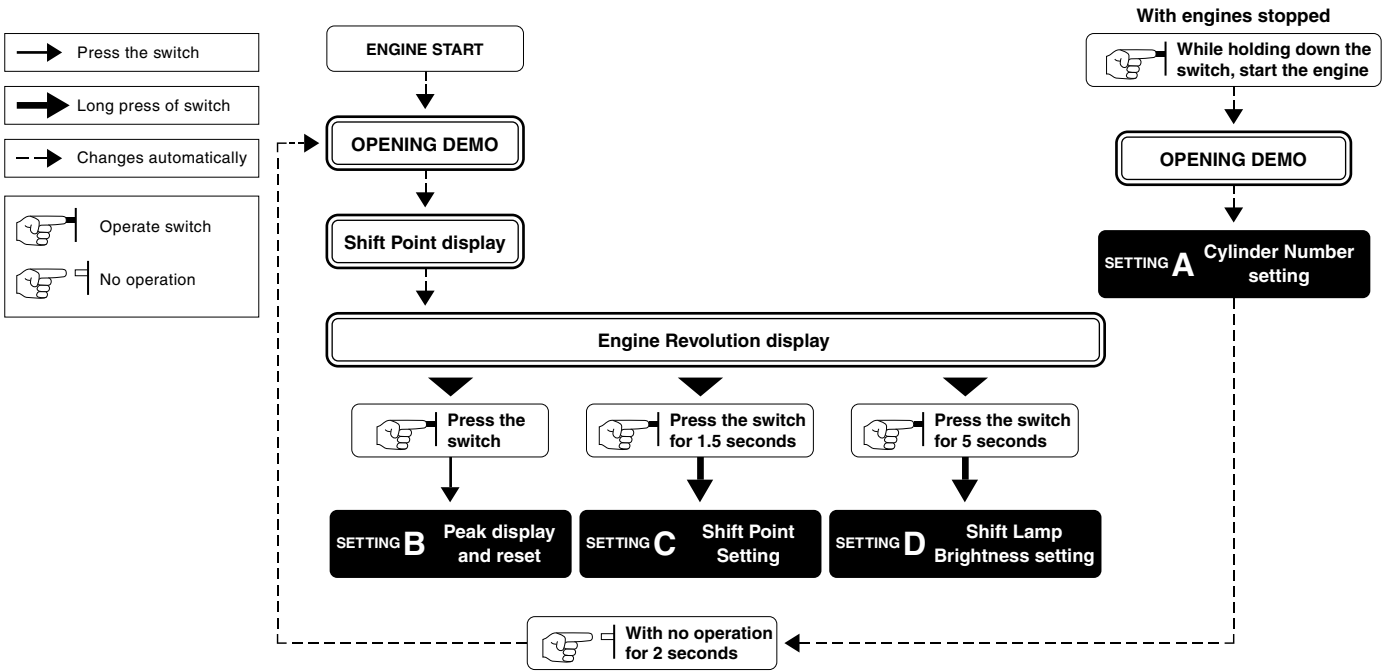 Press the switch
Long press of switch
Changes automatically
Operate switch
No operation
ENGINE START
OPENING DEMO
Shift Point display
Engine Revolution display
Press the
switch
Press the switch
for 1.5 seconds
Press the switch
for 5 seconds
SETTING B Peak display
and reset
SETTING C Shift Point
Setting
SETTING D Shift Lamp
Brightness setting
With no operation
for 2 seconds
With engines stopped
While holding down the
switch, start the engine
OPENING DEMO
SETTING A Cylinder Number
setting